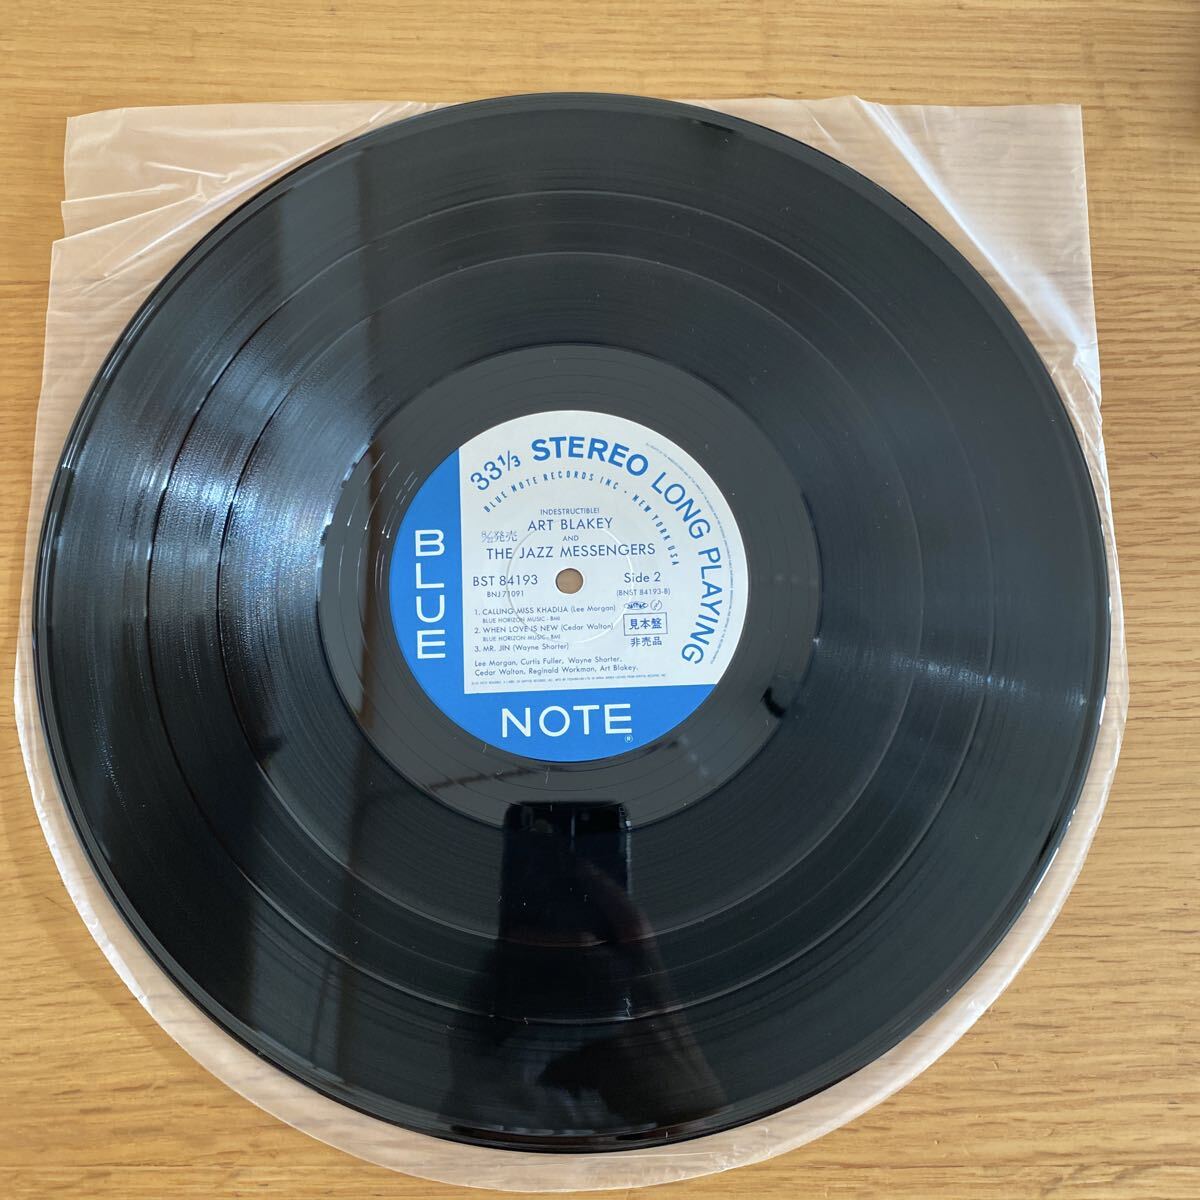 33⅓ STEREO LONG PLAYING
BLUE NOTE RECORDS INC · NEW YORK USA
INDESTRUCTIBLE!
ART BLAKEY
AND
発売
THE JAZZ MESSENGERS
BST 84193 Side 2
BNJ 71091 (BNST 84193-B)
1. CALLING MISS KHADIJA (Lee Morgan)
BLUE HORIZON MUSIC - BMI
2. WHEN LOVE IS NEW (Cedar Walton)
BLUE HORIZON MUSIC - BMI
3. MR. JIN (Wayne Shorter)
見本盤
非売品
Lee Morgan, Curtis Fuller, Wayne Shorter,
Cedar Walton, Reginald Workman, Art Blakey.
BLUE
NOTE
®